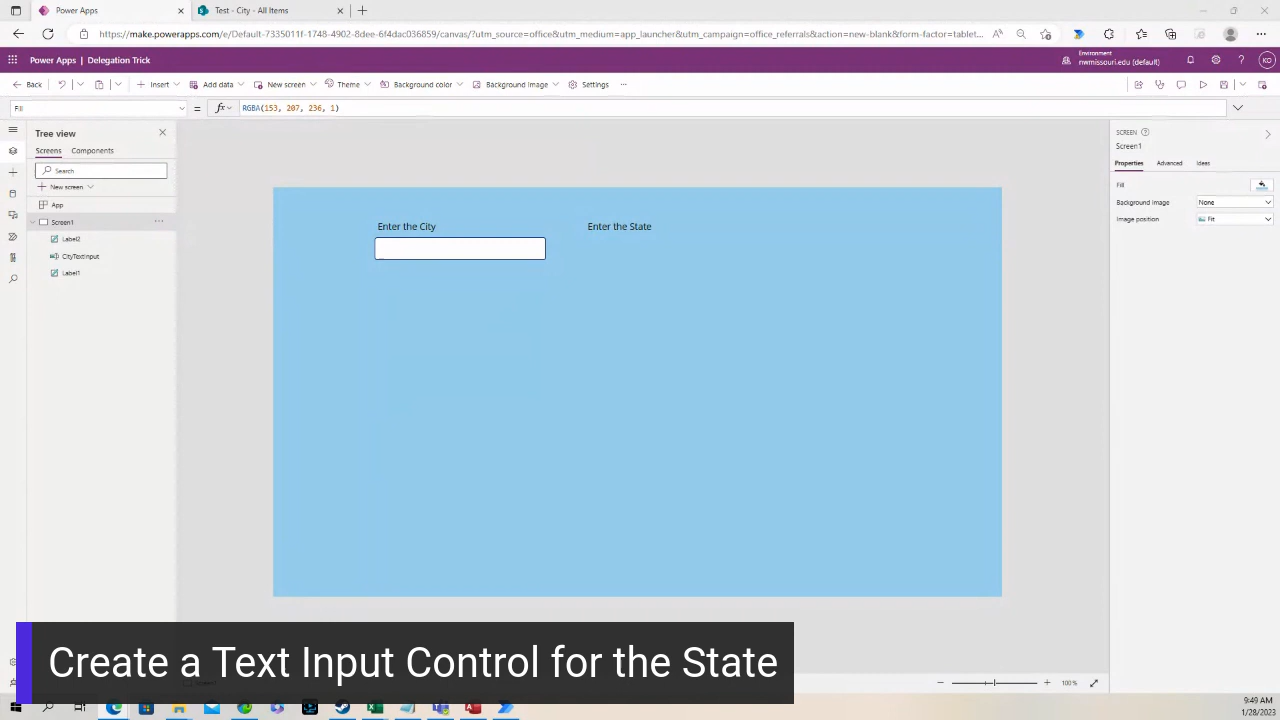 Power Apps
Test - City - All Items
https://make.powerapps.com/e/Default-7335011f-1748-4902-8dee-6f4dac036859/canvas/?utm_source=office&utm_medium=app_launcher&utm_campaign=office_referrals&action=new-blank&form-factor=tablet...
Power Apps | Delegation Trick
Environment
nwmissouri.edu (default)
KO
Back
Insert
Add data
New screen
Theme
Background color
Background image
Settings
...
Fill
= fx RGBA(153, 207, 236, 1)
Tree view
Screens
Components
Search
New screen
App
Screen1
Label2
CityTextInput
Label1
Enter the City
Enter the State
SCREEN
Screen1
Properties
Advanced
Ideas
Fill
Background image
None
Image position
Fit
Create a Text Input Control for the State
100%
9:49 AM
1/28/2023